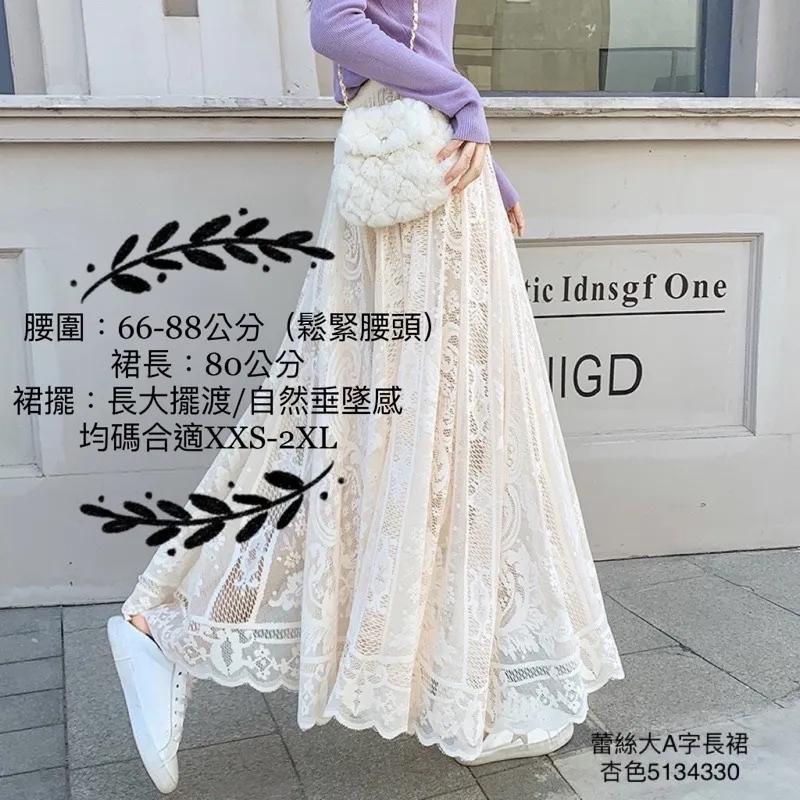 tic Idnsgf One
IIGD
腰圍：66-88公分（鬆緊腰頭）
裙長：80公分
裙擺：長大擺渡/自然垂墜感
均碼合適XXS-2XL
蕾絲大A字長裙
杏色5134330